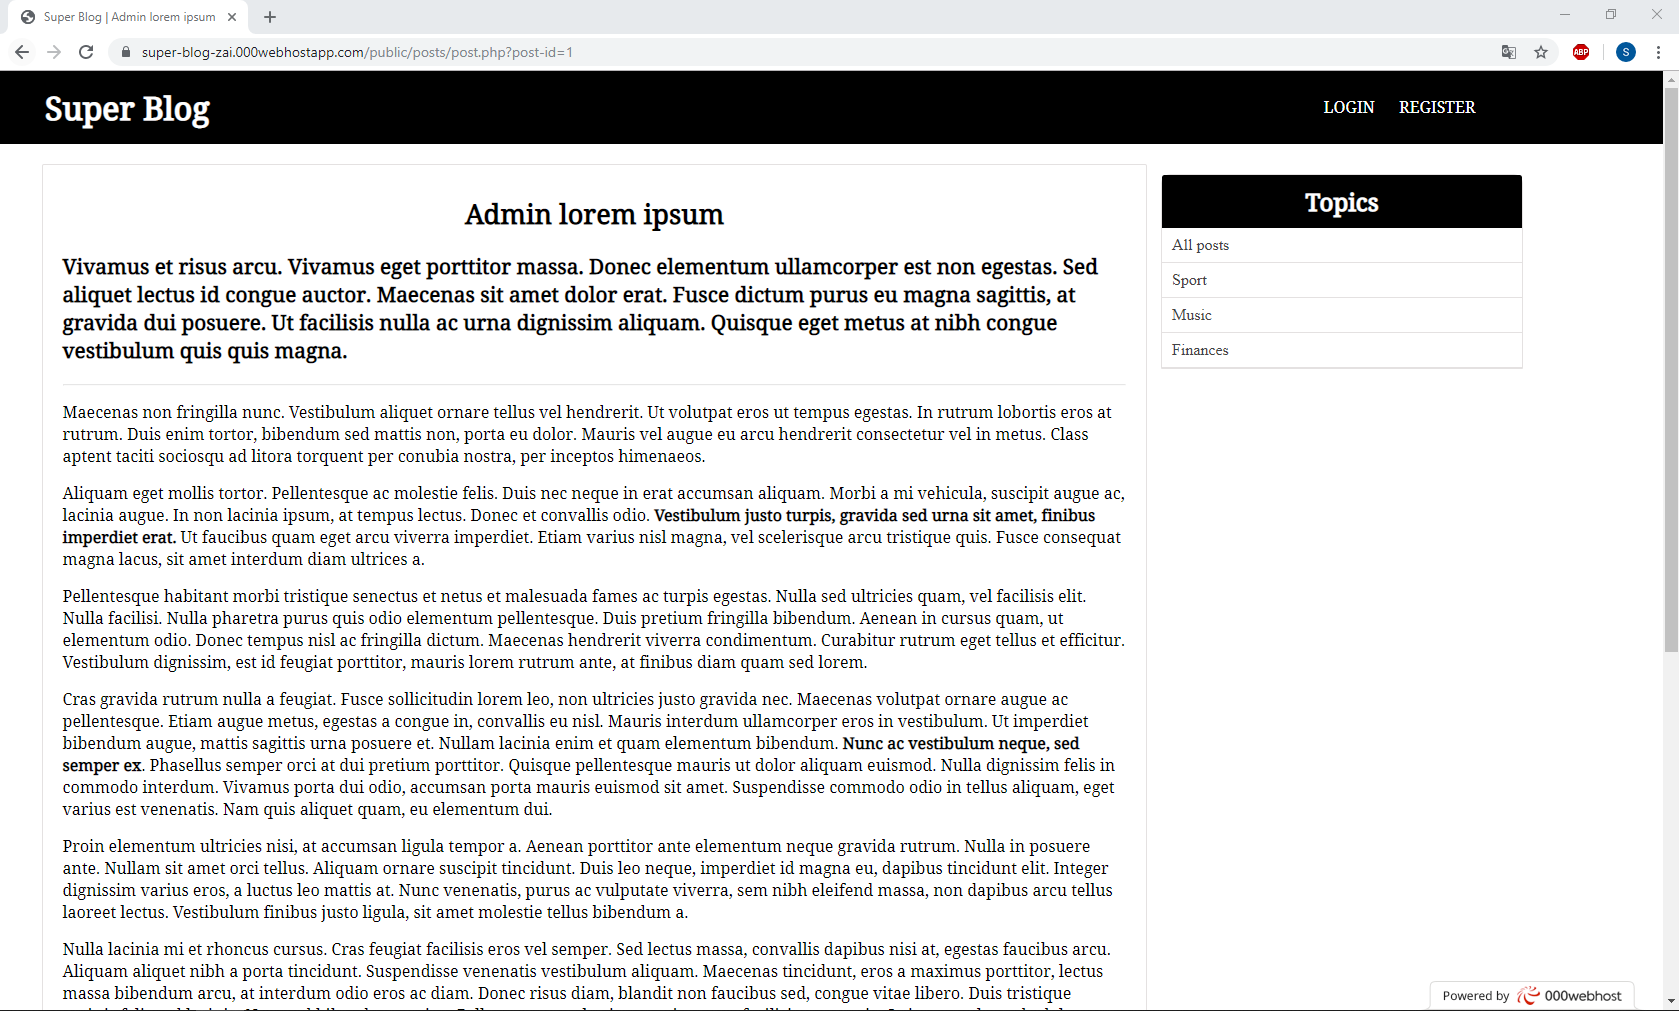 Super Blog | Admin lorem ipsum
super-blog-zai.000webhostapp.com/public/posts/post.php?post-id=1
ABP
S
Super Blog
LOGIN
REGISTER
Admin lorem ipsum
Vivamus et risus arcu. Vivamus eget porttitor massa. Donec elementum ullamcorper est non egestas. Sed
aliquet lectus id congue auctor. Maecenas sit amet dolor erat. Fusce dictum purus eu magna sagittis, at
gravida dui posuere. Ut facilisis nulla ac urna dignissim aliquam. Quisque eget metus at nibh congue
vestibulum quis quis magna.
Maecenas non fringilla nunc. Vestibulum aliquet ornare tellus vel hendrerit. Ut volutpat eros ut tempus egestas. In rutrum lobortis eros at
rutrum. Duis enim tortor, bibendum sed mattis non, porta eu dolor. Mauris vel augue eu arcu hendrerit consectetur vel in metus. Class
aptent taciti sociosqu ad litora torquent per conubia nostra, per inceptos himenaeos.
Aliquam eget mollis tortor. Pellentesque ac molestie felis. Duis nec neque in erat accumsan aliquam. Morbi a mi vehicula, suscipit augue ac,
lacinia augue. In non lacinia ipsum, at tempus lectus. Donec et convallis odio. Vestibulum justo turpis, gravida sed urna sit amet, finibus
imperdiet erat. Ut faucibus quam eget arcu viverra imperdiet. Etiam varius nisl magna, vel scelerisque arcu tristique quis. Fusce consequat
magna lacus, sit amet interdum diam ultrices a.
Pellentesque habitant morbi tristique senectus et netus et malesuada fames ac turpis egestas. Nulla sed ultricies quam, vel facilisis elit.
Nulla facilisi. Nulla pharetra purus quis odio elementum pellentesque. Duis pretium fringilla bibendum. Aenean in cursus quam, ut
elementum odio. Donec tempus nisl ac fringilla dictum. Maecenas hendrerit viverra condimentum. Curabitur rutrum eget tellus et efficitur.
Vestibulum dignissim, est id feugiat porttitor, mauris lorem rutrum ante, at finibus diam quam sed lorem.
Cras gravida rutrum nulla a feugiat. Fusce sollicitudin lorem leo, non ultricies justo gravida nec. Maecenas volutpat ornare augue ac
pellentesque. Etiam augue metus, egestas a congue in, convallis eu nisl. Mauris interdum ullamcorper eros in vestibulum. Ut imperdiet
bibendum augue, mattis sagittis urna posuere et. Nullam lacinia enim et quam elementum bibendum. Nunc ac vestibulum neque, sed
semper ex. Phasellus semper orci at dui pretium porttitor. Quisque pellentesque mauris ut dolor aliquam euismod. Nulla dignissim felis in
commodo interdum. Vivamus porta dui odio, accumsan porta mauris euismod sit amet. Suspendisse commodo odio in tellus aliquam, eget
varius est venenatis. Nam quis aliquet quam, eu elementum dui.
Proin elementum ultricies nisi, at accumsan ligula tempor a. Aenean porttitor ante elementum neque gravida rutrum. Nulla in posuere
ante. Nullam sit amet orci tellus. Aliquam ornare suscipit tincidunt. Duis leo neque, imperdiet id magna eu, dapibus tincidunt elit. Integer
dignissim varius eros, a luctus leo mattis at. Nunc venenatis, purus ac vulputate viverra, sem nibh eleifend massa, non dapibus arcu tellus
laoreet lectus. Vestibulum finibus justo ligula, sit amet molestie tellus bibendum a.
Nulla lacinia mi et rhoncus cursus. Cras feugiat facilisis eros vel semper. Sed lectus massa, convallis dapibus nisi at, egestas faucibus arcu.
Aliquam aliquet nibh a porta tincidunt. Suspendisse venenatis vestibulum aliquam. Maecenas tincidunt, eros a maximus porttitor, lectus
massa bibendum arcu, at interdum odio eros ac diam. Donec risus diam, blandit non faucibus sed, congue vitae libero. Duis tristique
Topics
All posts
Sport
Music
Finances
Powered by 000webhost